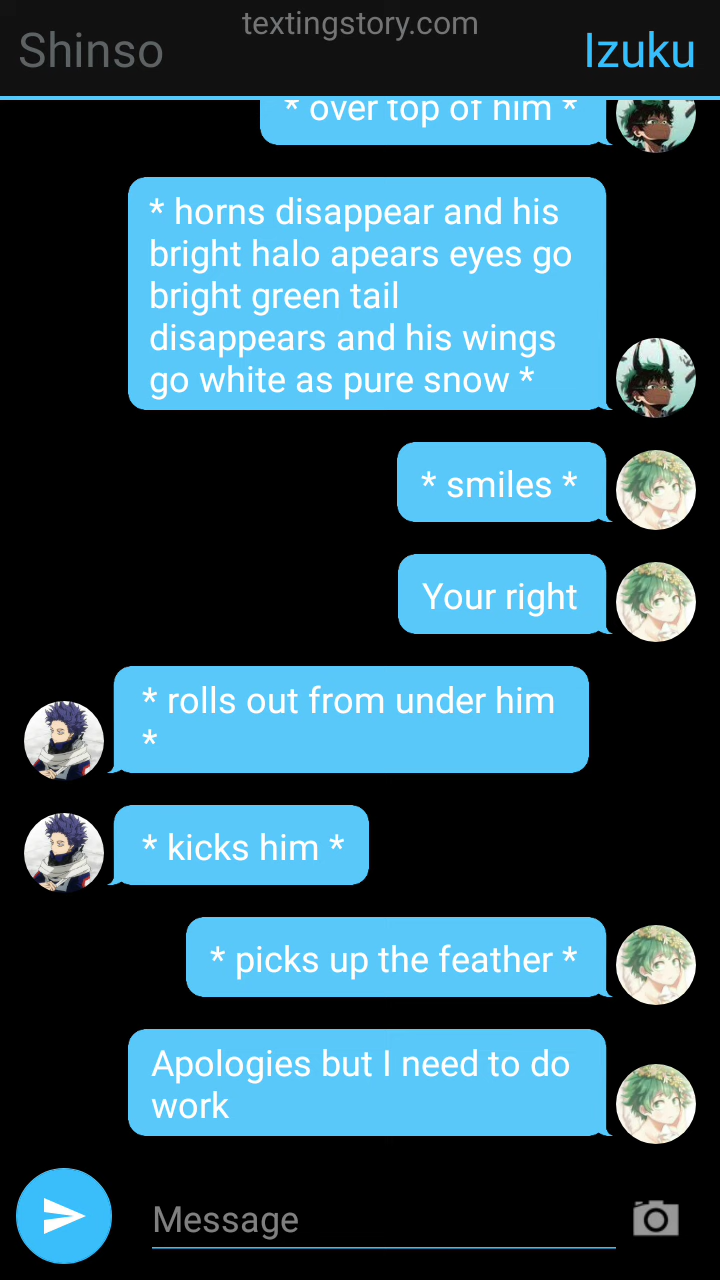 textingstory.com
Shinso
Izuku
* over top of him *
* horns disappear and his
bright halo apears eyes go
bright green tail
disappears and his wings
go white as pure snow *
* smiles *
Your right
* rolls out from under him
*
* kicks him *
* picks up the feather *
Apologies but I need to do
work
Message